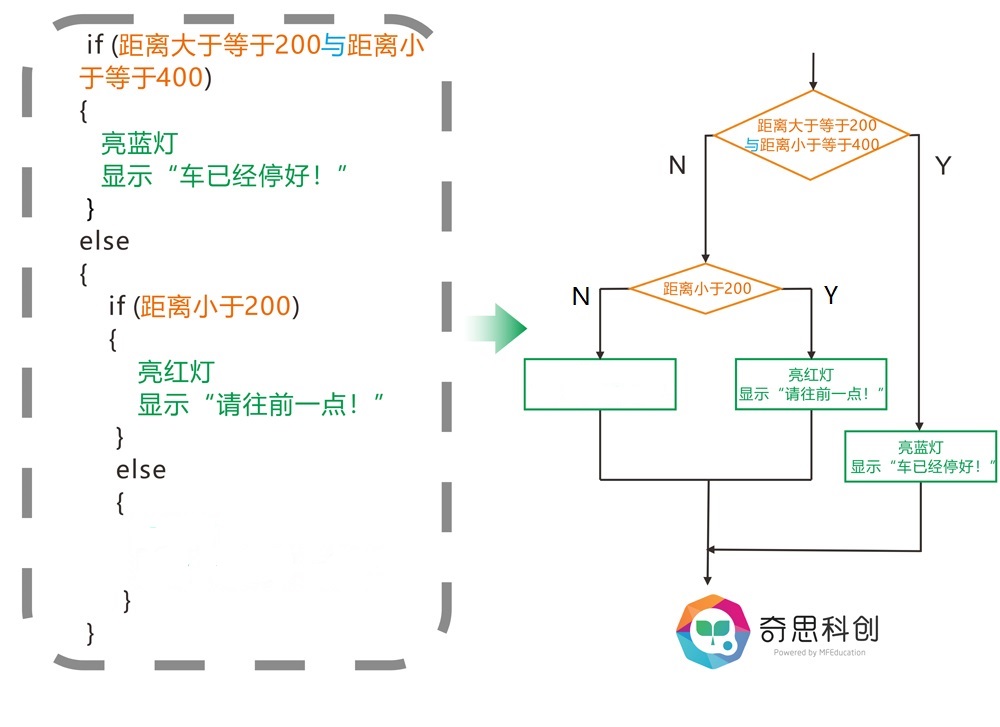 if (距离大于等于200与距离小
于等于400)
{
亮蓝灯
显示“车已经停好！”
}
else
{
if (距离小于200)
{
亮红灯
显示“请往前一点！”
}
else
{
}
}
距离大于等于200
与距离小于等于400
N
Y
距离小于200
N
Y
亮红灯
显示“请往前一点！”
亮蓝灯
显示“车已经停好！”
奇思科创
Powered by MFEducation